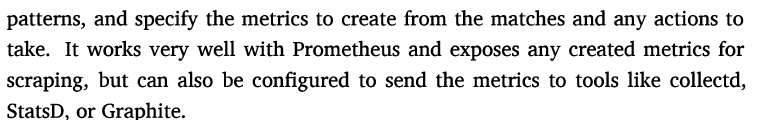 patterns, and specify the metrics to create from the matches and any actions to
take. It works very well with Prometheus and exposes any created metrics for
scraping, but can also be configured to send the metrics to tools like collectd,
StatsD, or Graphite.